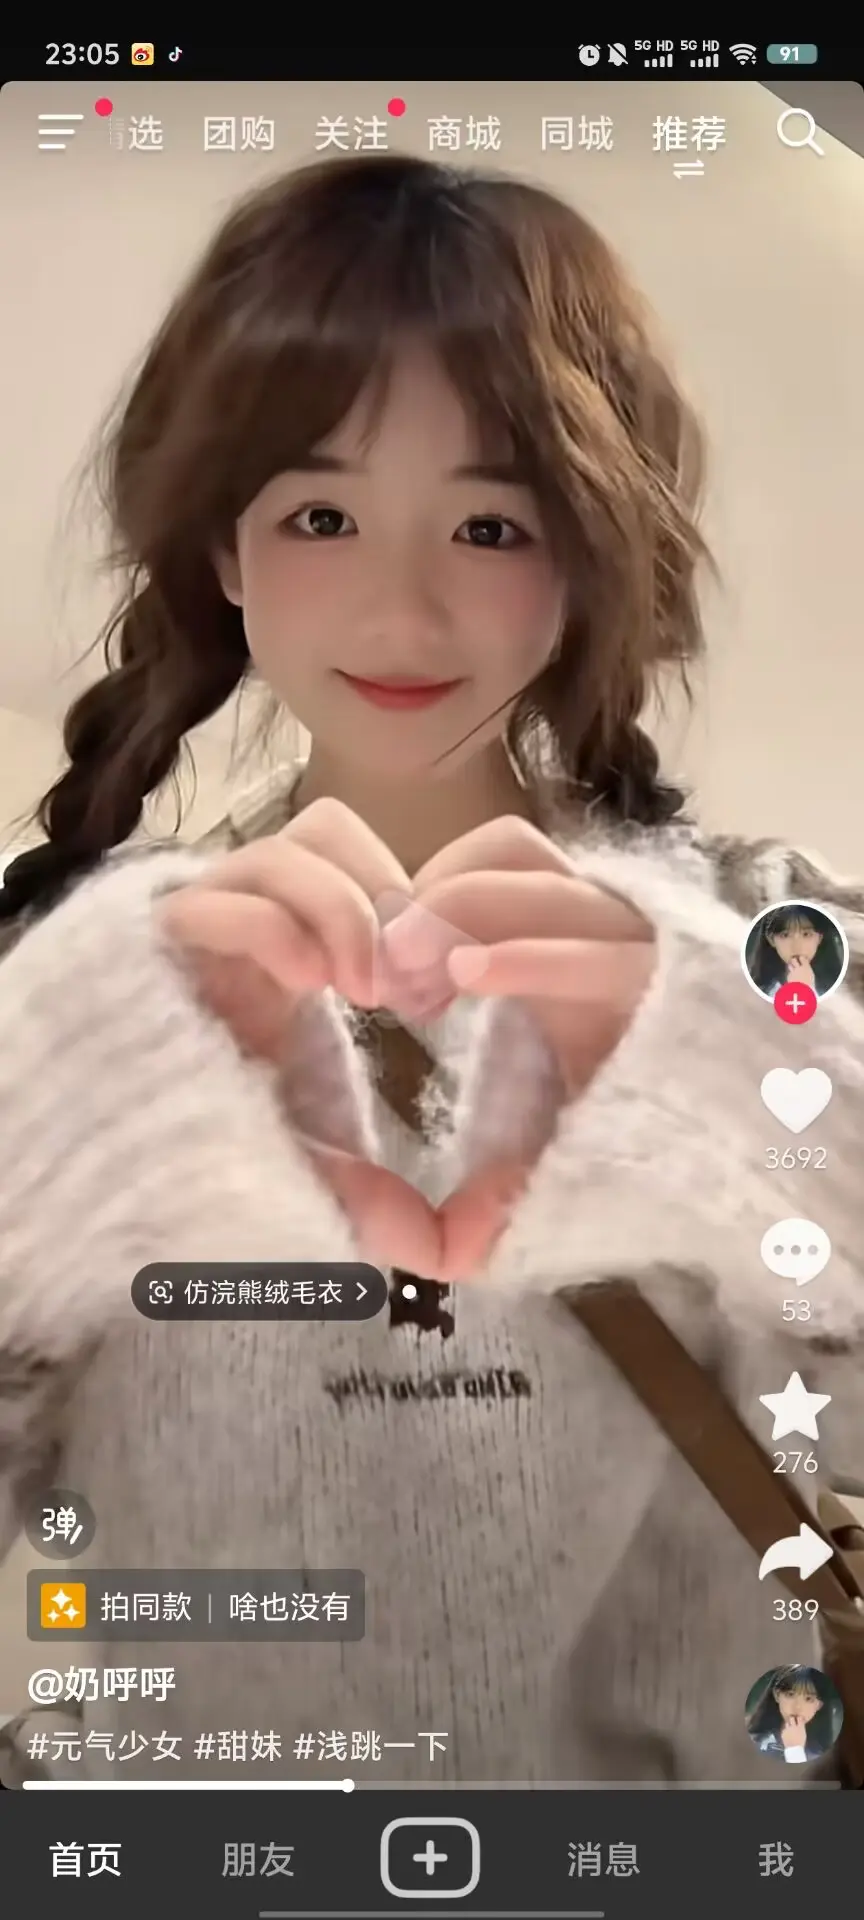 23:05
5G HD 5G HD 91
选 团购 关注 商城 同城 推荐
3692
仿浣熊绒毛衣
53
276
弹
拍同款 | 啥也没有
389
@奶呼呼
#元气少女 #甜妹 #浅跳一下
首页 朋友 消息 我